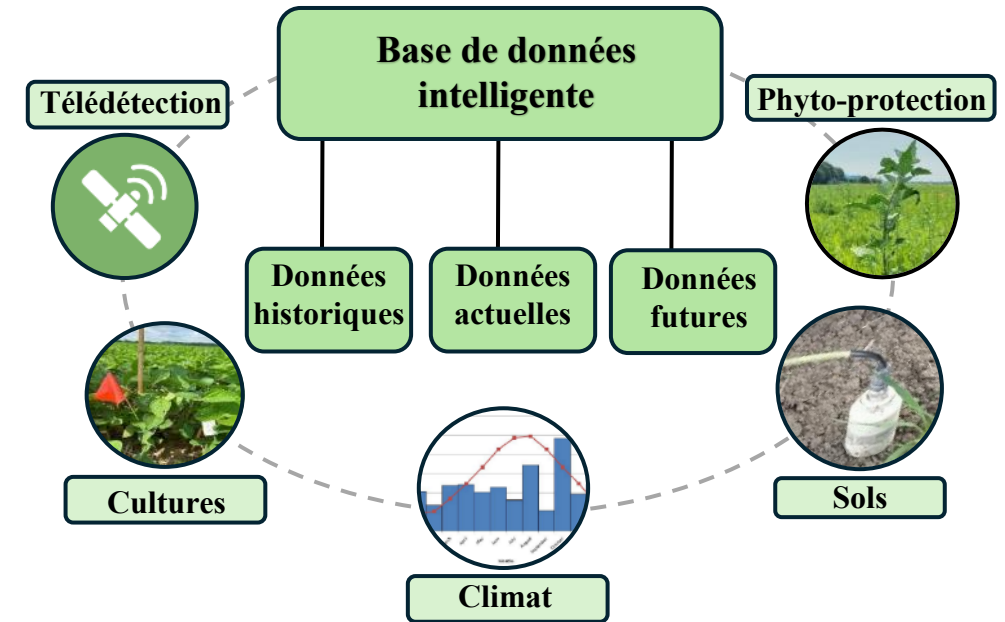 Base de données
intelligente
Télédétection
Phyto-protection
Données
historiques
Données
actuelles
Données
futures
Cultures
Sols
Climat